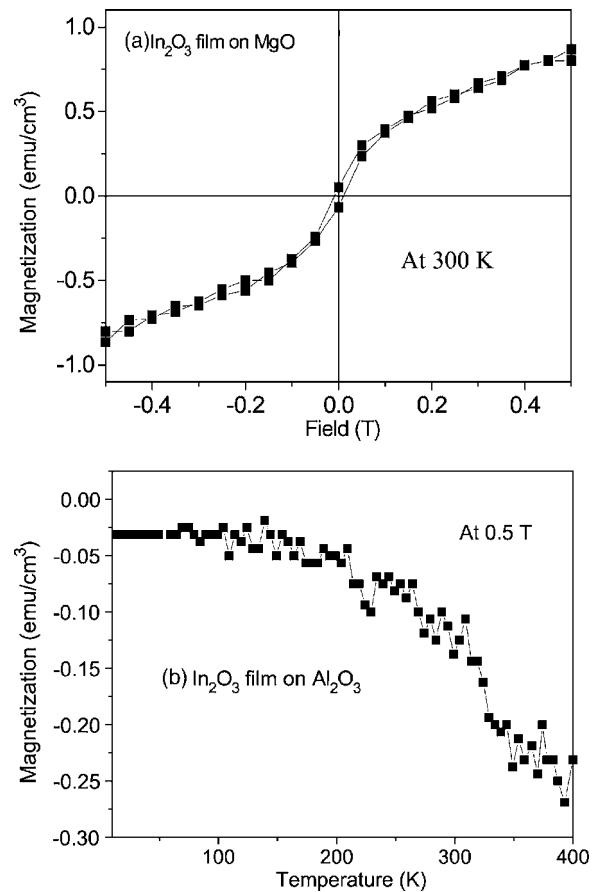 (a) In₂O₃ film on MgO
1.0
0.5
0.0
-0.5
-1.0
Magnetization (emu/cm³)
At 300 K
-0.4 -0.2 0.0 0.2 0.4
Field (T)
0.00
-0.05
-0.10
-0.15
-0.20
-0.25
-0.30
Magnetization (emu/cm³)
At 0.5 T
(b) In₂O₃ film on Al₂O₃
100 200 300 400
Temperature (K)